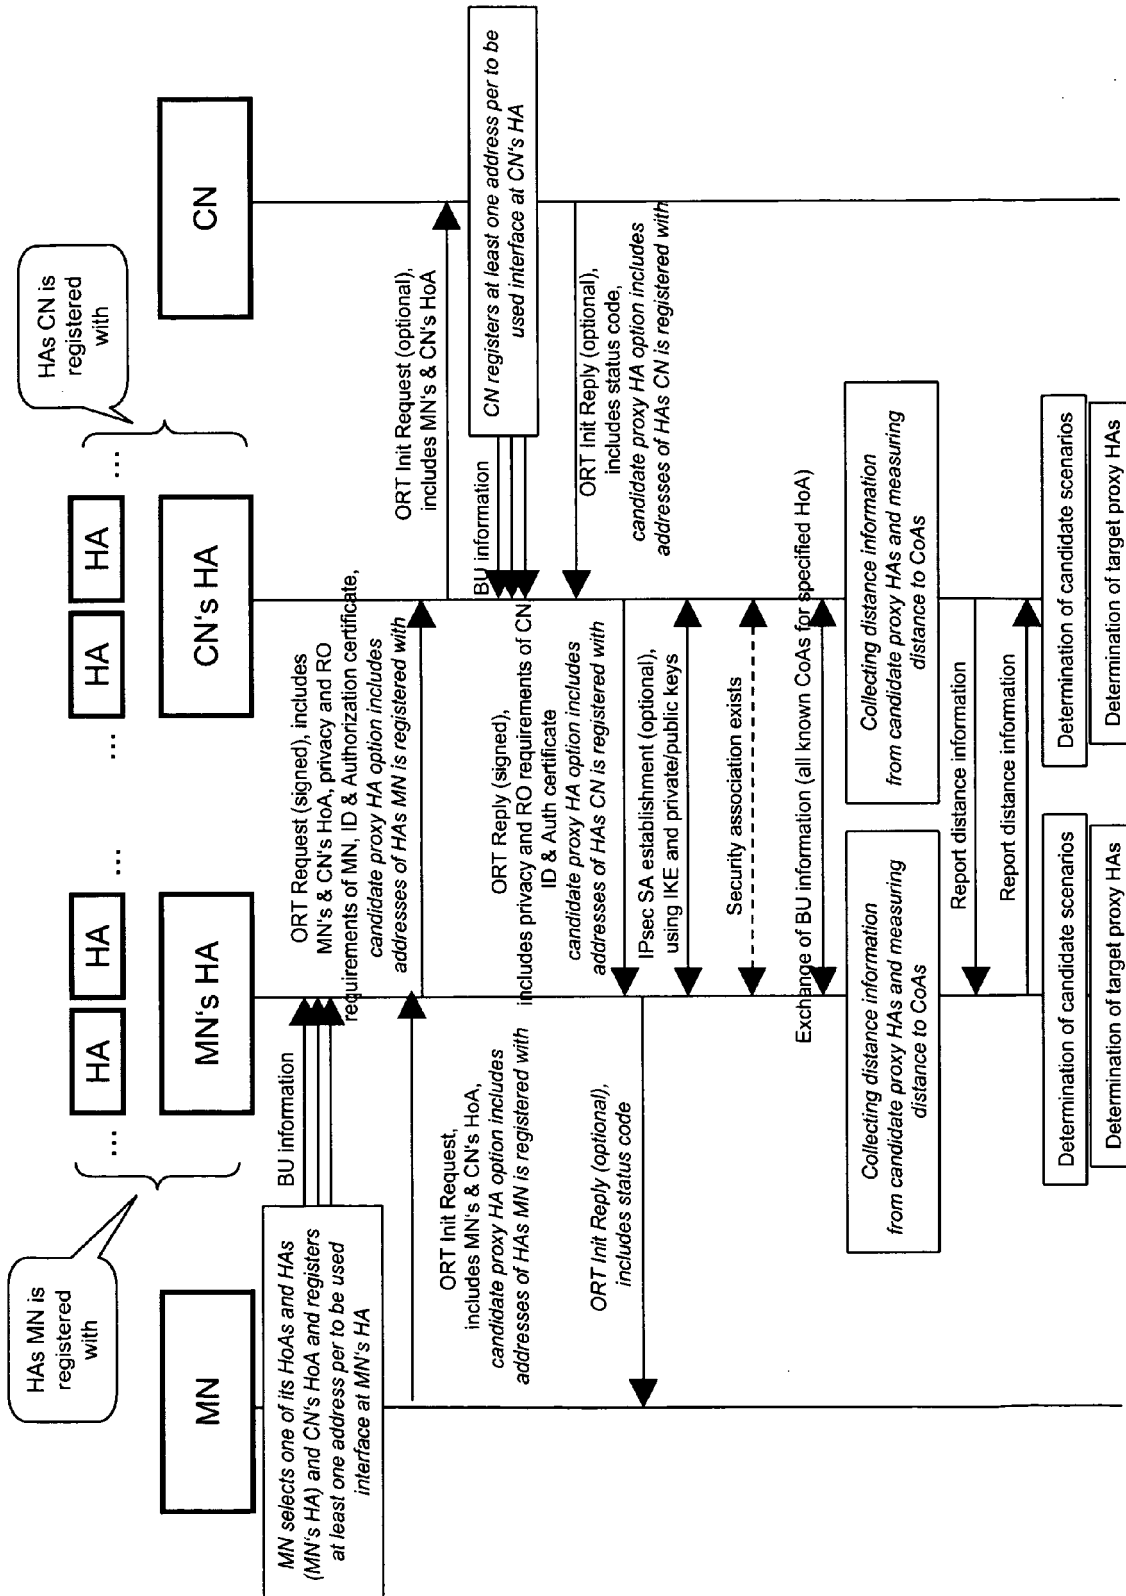 HAs MN is
registered
with
HAs CN is
registered
with
...
HA
HA
...
...
HA
HA
...
MN
MN's HA
CN's HA
CN
MN selects one of its HoAs and HAs
(MN's HA) and CN's HoA and registers
at least one address per to be used
interface at MN's HA
BU information
ORT Init Request,
includes MN's & CN's HoA,
candidate proxy HA option includes
addresses of HAs MN is registered with
ORT Request (signed), includes
MN's & CN's HoA, privacy and RO
requirements of MN, ID & Authorization certificate,
candidate proxy HA option includes
addresses of HAs MN is registered with
ORT Init Request (optional),
includes MN's & CN's HoA
BU information
CN registers at least one address per to be
used interface at CN's HA
ORT Init Reply (optional),
includes status code,
candidate proxy HA option includes
addresses of HAs CN is registered with
ORT Reply (signed),
includes privacy and RO requirements of CN
ID & Auth certificate
candidate proxy HA option includes
addresses of HAs CN is registered with
ORT Init Reply (optional),
includes status code
IPsec SA establishment (optional),
using IKE and private/public keys
Security association exists
Exchange of BU information (all known CoAs for specified HoA)
Collecting distance information
from candidate proxy HAs and measuring
distance to CoAs
Collecting distance information
from candidate proxy HAs and measuring
distance to CoAs
Report distance information
Report distance information
Determination of candidate scenarios
Determination of target proxy HAs
Determination of candidate scenarios
Determination of target proxy HAs